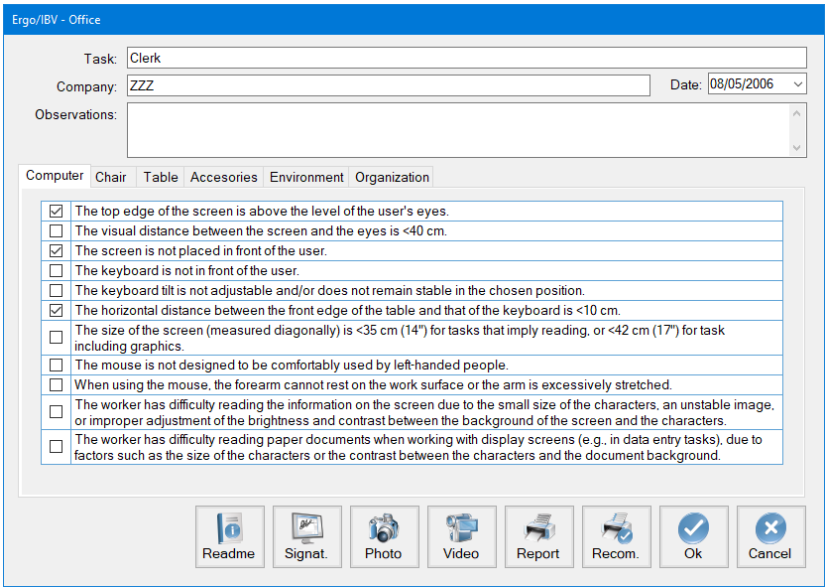 Ergo/IBV - Office
Task: Clerk
Company: ZZZ Date: 08/05/2006
Observations:
Computer Chair Table Accesories Environment Organization
The top edge of the screen is above the level of the user's eyes.
The visual distance between the screen and the eyes is <40 cm.
The screen is not placed in front of the user.
The keyboard is not in front of the user.
The keyboard tilt is not adjustable and/or does not remain stable in the chosen position.
The horizontal distance between the front edge of the table and that of the keyboard is <10 cm.
The size of the screen (measured diagonally) is <35 cm (14") for tasks that imply reading, or <42 cm (17") for task
including graphics.
The mouse is not designed to be comfortably used by left-handed people.
When using the mouse, the forearm cannot rest on the work surface or the arm is excessively stretched.
The worker has difficulty reading the information on the screen due to the small size of the characters, an unstable image,
or improper adjustment of the brightness and contrast between the background of the screen and the characters.
The worker has difficulty reading paper documents when working with display screens (e.g., in data entry tasks), due to
factors such as the size of the characters or the contrast between the characters and the document background.
Readme Signat. Photo Video Report Recom. Ok Cancel